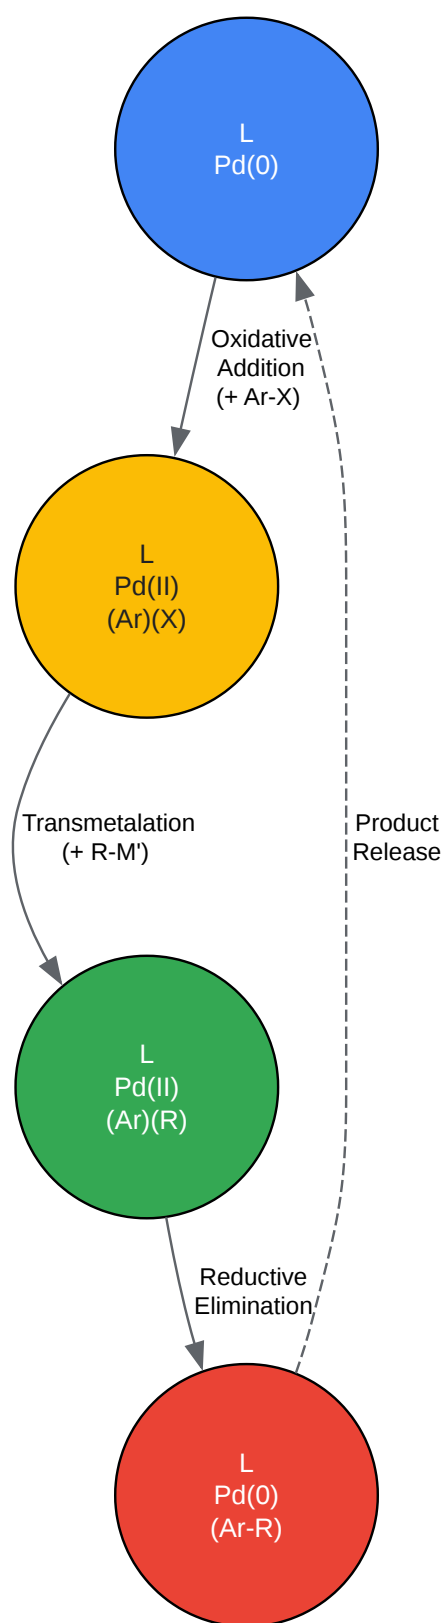 L
Pd(0)
Oxidative
Addition
(+ Ar-X)
L
Pd(II)
(Ar)(X)
Transmetalation
(+ R-M')
Product
Release
L
Pd(II)
(Ar)(R)
Reductive
Elimination
L
Pd(0)
(Ar-R)